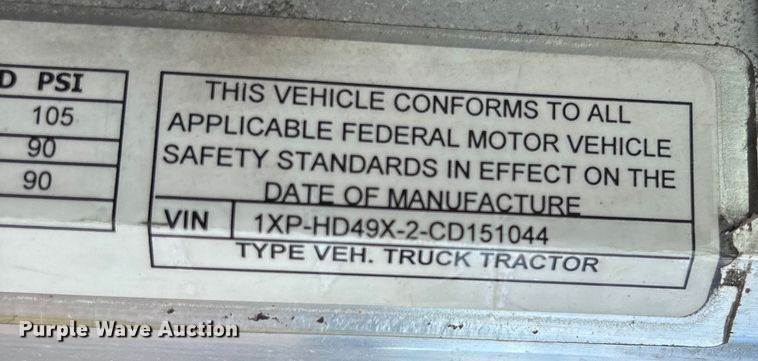 D PSI
105
90
90
THIS VEHICLE CONFORMS TO ALL
APPLICABLE FEDERAL MOTOR VEHICLE
SAFETY STANDARDS IN EFFECT ON THE
DATE OF MANUFACTURE
VIN 1XP-HD49X-2-CD151044
TYPE VEH. TRUCK TRACTOR
Purple Wave Auction